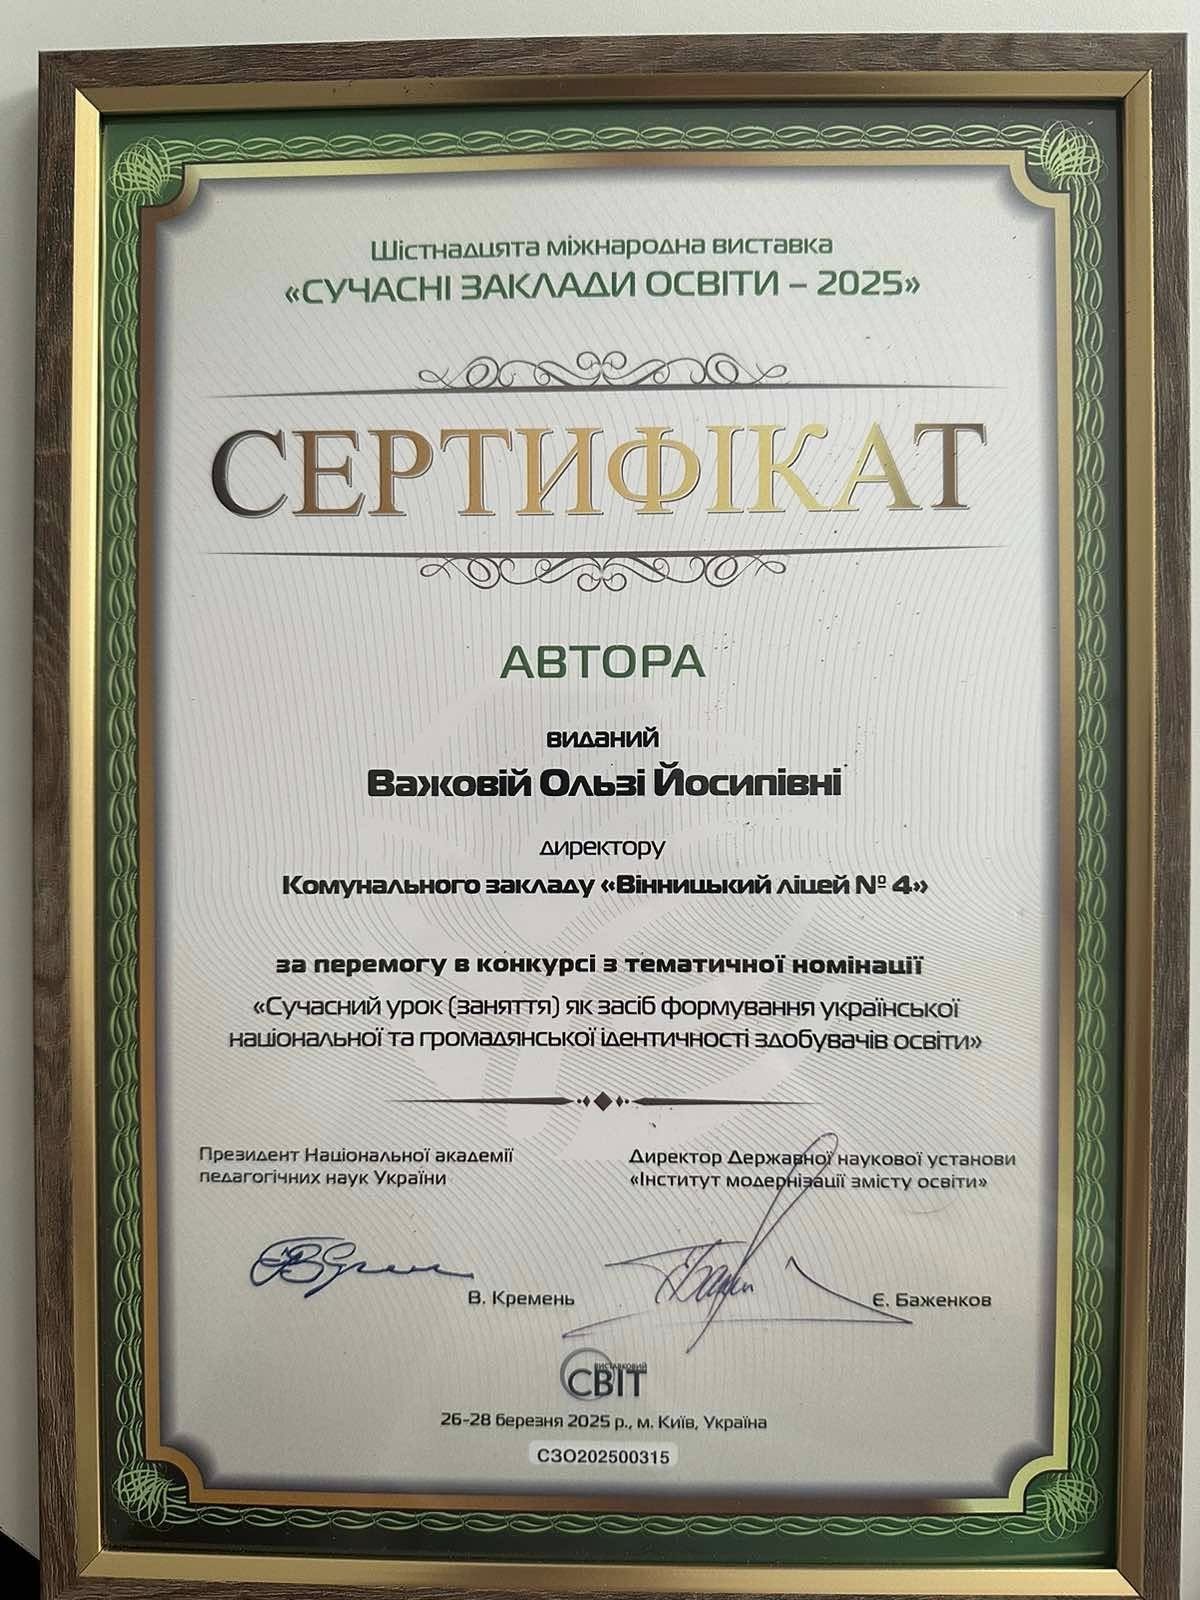 Шістнадцята міжнародна виставка
«СУЧАСНІ ЗАКЛАДИ ОСВІТИ – 2025»
СЕРТИФІКАТ
АВТОРА
виданий
Важовій Ользі Йосипівні
директору
Комунального закладу «Вінницький ліцей № 4»
за перемогу в конкурсі з тематичної номінації
«Сучасний урок (заняття) як засіб формування української
національної та громадянської ідентичності здобувачів освіти»
Президент Національної академії
педагогічних наук України
В. Кремень
Директор Державної наукової установи
«Інститут модернізації змісту освіти»
Є. Баженков
ВИСТАВКОВИЙ
СВІТ
26-28 березня 2025 р., м. Київ, Україна
СЗО202500315